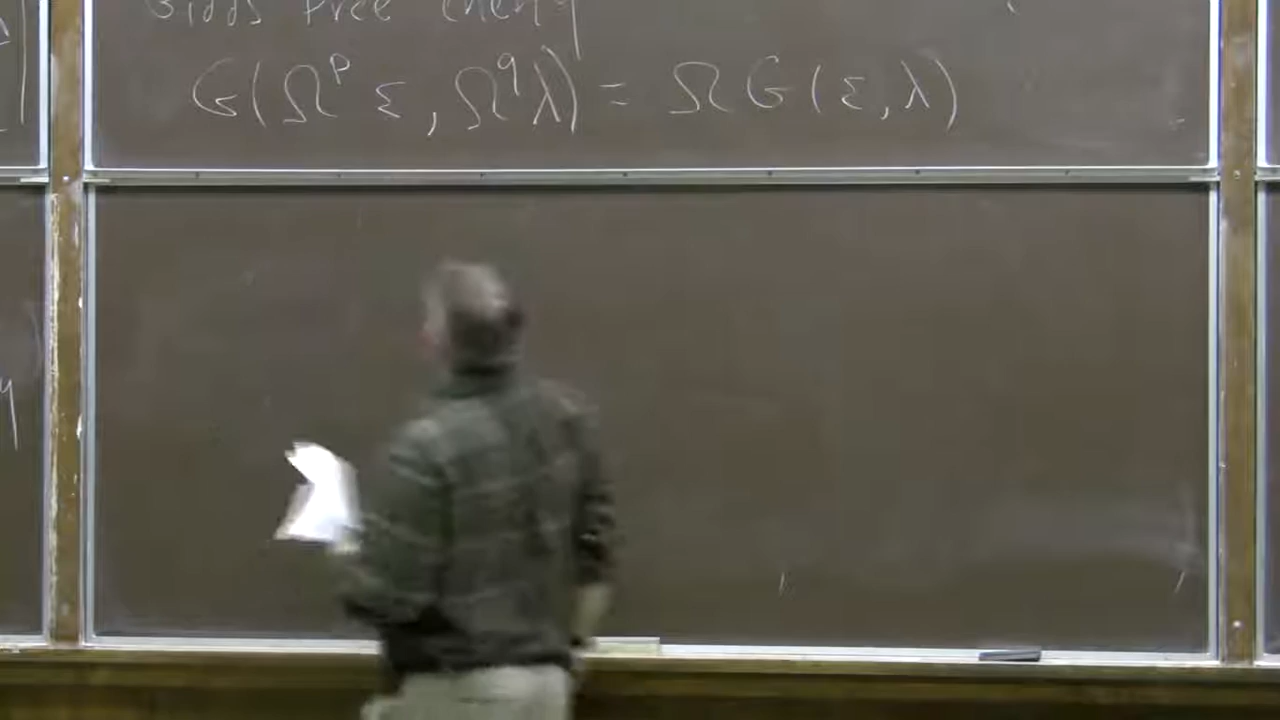 Gibbs Free Energy
G(Ω^p ε, Ω^q λ) = Ω G(ε, λ)
y